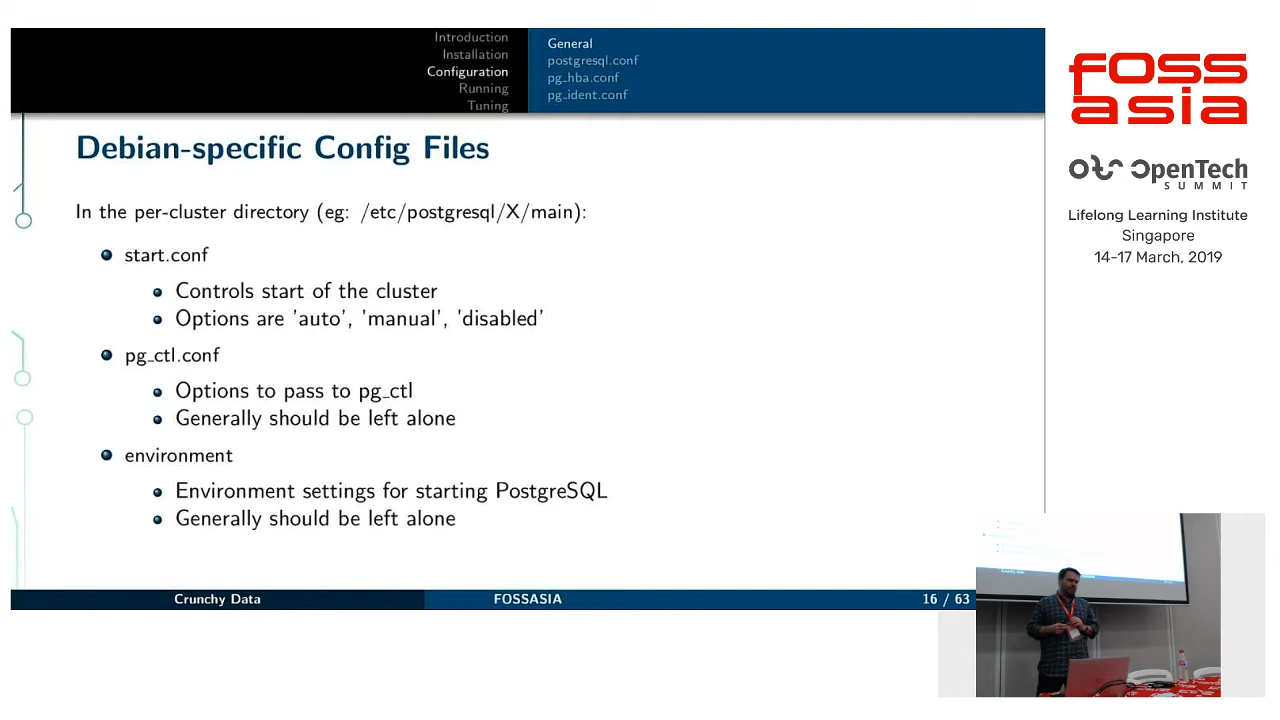 Introduction
Installation
Configuration
Running
Tuning
General
postgresql.conf
pg_hba.conf
pg_ident.conf
Debian-specific Config Files
In the per-cluster directory (eg: /etc/postgresql/X/main):
start.conf
Controls start of the cluster
Options are 'auto', 'manual', 'disabled'
pg_ctl.conf
Options to pass to pg_ctl
Generally should be left alone
environment
Environment settings for starting PostgreSQL
Generally should be left alone
Crunchy Data
FOSSASIA
16 / 63
FOSS
asia
OpenTech
SUMMIT
Lifelong Learning Institute
Singapore
14-17 March, 2019